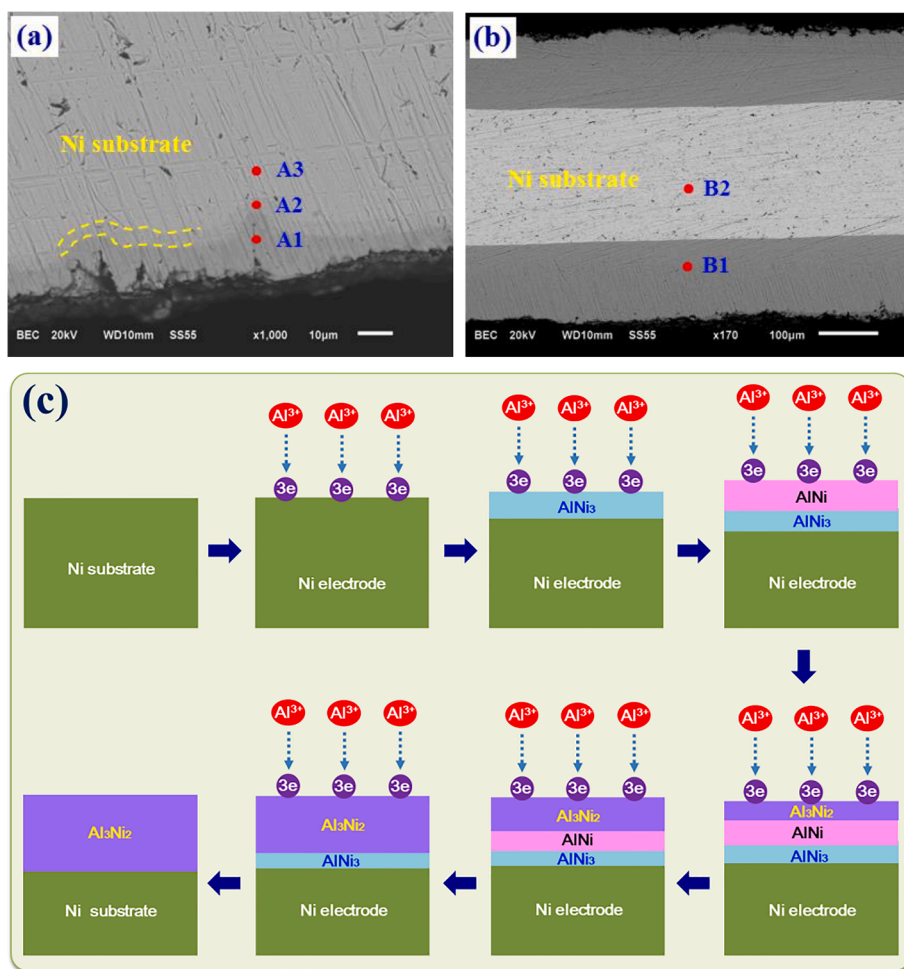 (a)
Ni substrate
A3
A2
A1
BEC 20kV WD10mm SS55 x1,000 10μm
(b)
Ni substrate
B2
B1
BEC 20kV WD10mm SS55 x170 100μm
(c)
Al³⁺ Al³⁺ Al³⁺
3e 3e 3e
Ni substrate
Ni electrode
Al³⁺ Al³⁺ Al³⁺
3e 3e 3e
AlNi₃
Ni electrode
Al³⁺ Al³⁺ Al³⁺
3e 3e 3e
AlNi
AlNi₃
Ni electrode
Al³⁺ Al³⁺ Al³⁺
3e 3e 3e
Al₃Ni₂
AlNi
AlNi₃
Ni electrode
Al³⁺ Al³⁺ Al³⁺
3e 3e 3e
Al₃Ni₂
AlNi
AlNi₃
Ni electrode
Al³⁺ Al³⁺ Al³⁺
3e 3e 3e
Al₃Ni₂
AlNi₃
Ni electrode
Al₃Ni₂
Ni substrate